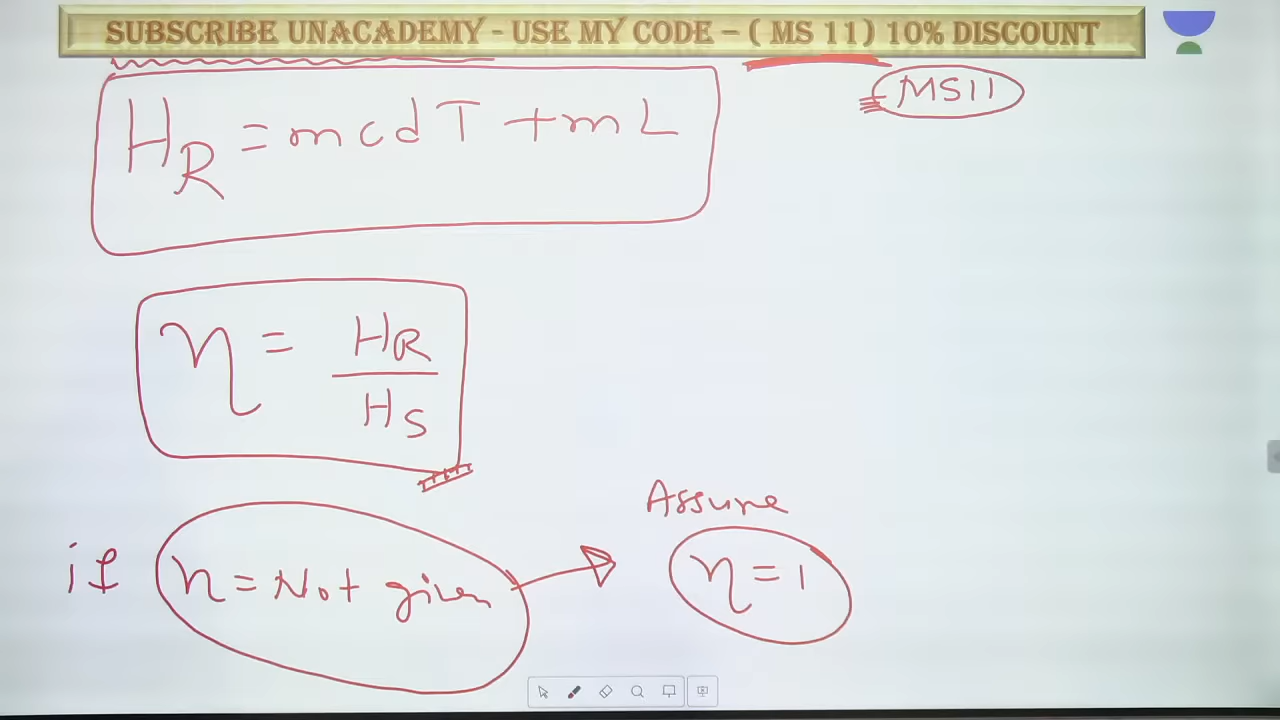 SUBSCRIBE UNACADEMY - USE MY CODE – ( MS 11) 10% DISCOUNT
MS11
H_R = mcdT + mL
η = H_R / H_S
Assume
if η = Not given → η = 1